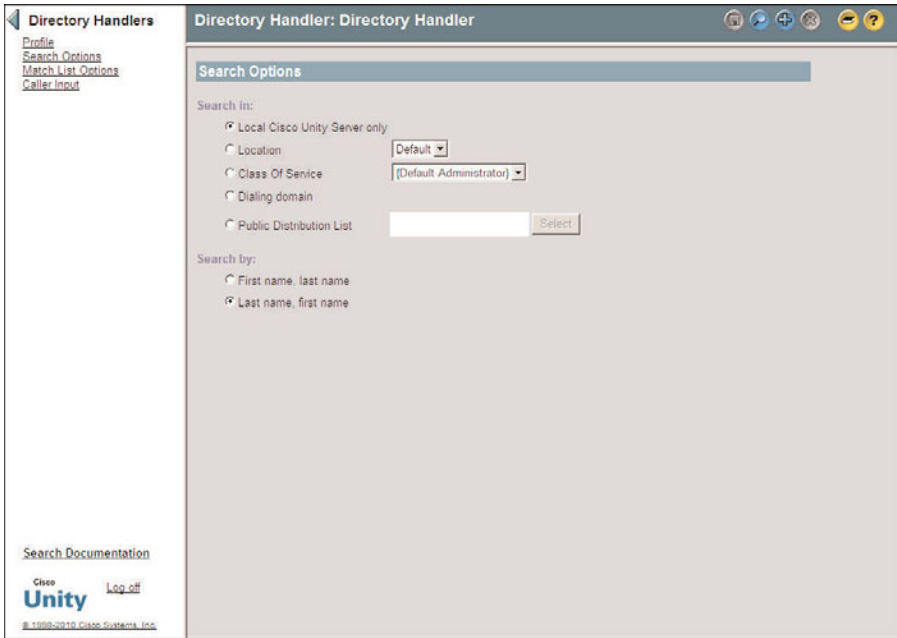 Directory Handlers
Profile
Search Options
Match List Options
Caller Input
Directory Handler: Directory Handler
?
Search Options
Search in:
Local Cisco Unity Server only
Location
Default
Class Of Service
{Default Administrator}
Dialing domain
Public Distribution List
Select
Search by:
First name, last name
Last name, first name
Search Documentation
Cisco
Unity
Log off
© 1998-2010 Cisco Systems, Inc.